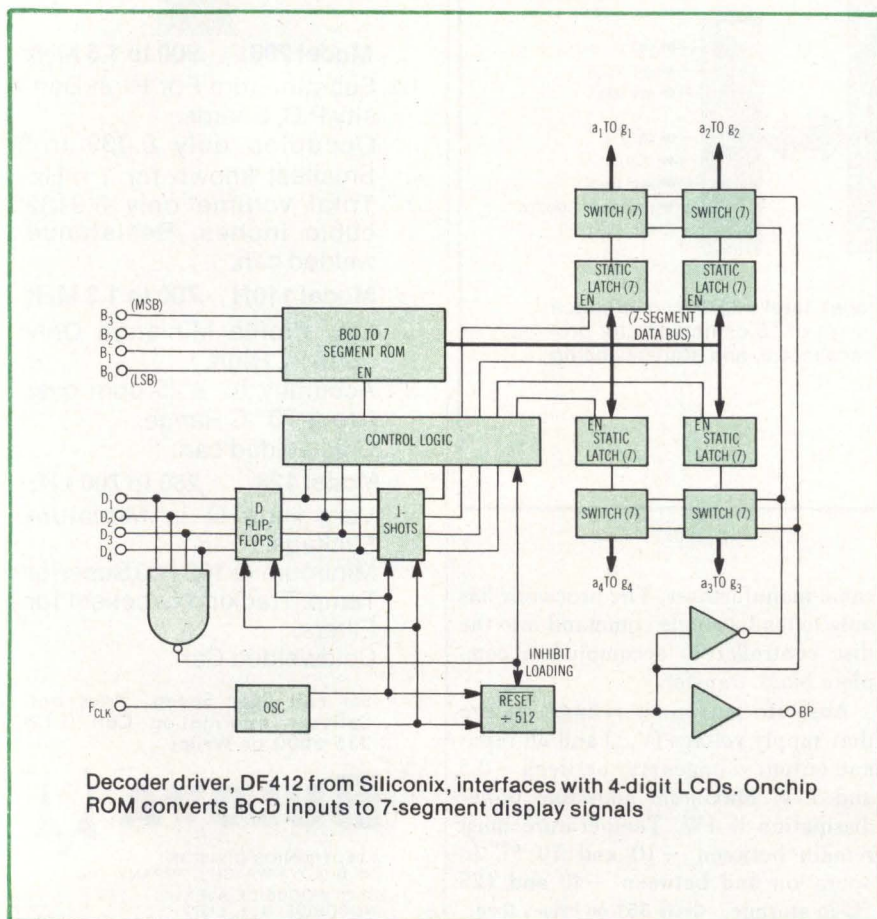 a₁ TO g₁
a₂ TO g₂
SWITCH (7)
SWITCH (7)
STATIC
LATCH (7)
EN
STATIC
LATCH (7)
EN
(7-SEGMENT
DATA BUS)
B₃ (MSB)
B₂
B₁
B₀ (LSB)
BCD TO 7
SEGMENT ROM
EN
CONTROL LOGIC
EN
STATIC
LATCH (7)
EN
STATIC
LATCH (7)
D₁
D₂
D₃
D₄
D
FLIP-
FLOPS
1-
SHOTS
SWITCH (7)
SWITCH (7)
a₄ TO g₄
a₃ TO g₃
INHIBIT
LOADING
F_CLK
OSC
RESET
÷ 512
BP
Decoder driver, DF412 from Siliconix, interfaces with 4-digit LCDs. Onchip
ROM converts BCD inputs to 7-segment display signals